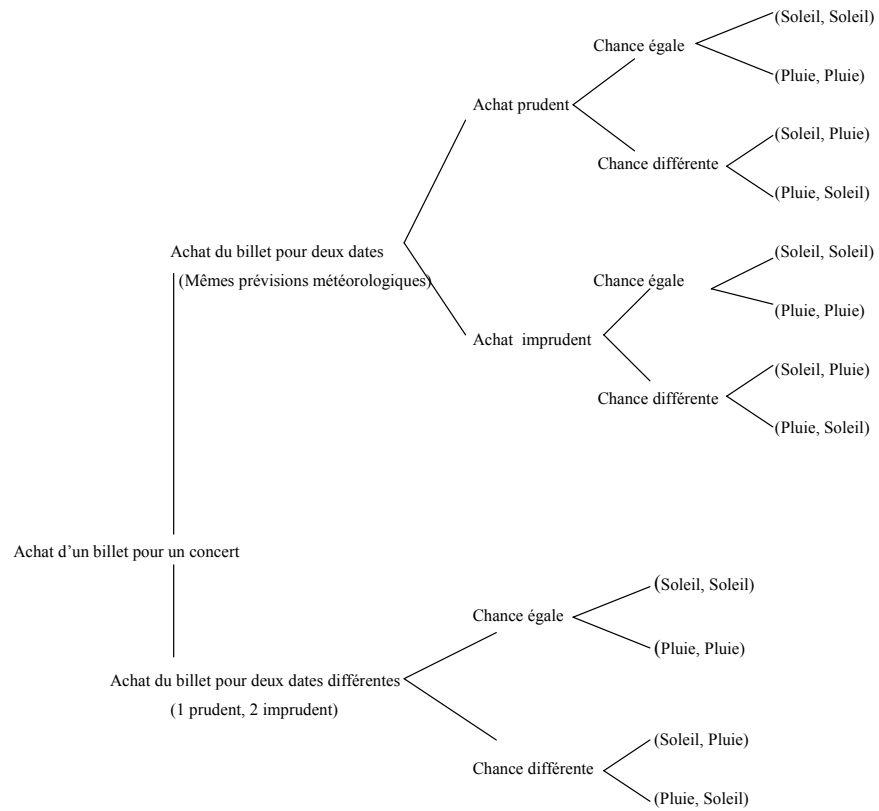 (Soleil, Soleil)
Chance égale
(Pluie, Pluie)
Achat prudent
(Soleil, Pluie)
Chance différente
(Pluie, Soleil)
Achat du billet pour deux dates
(Mêmes prévisions météorologiques)
(Soleil, Soleil)
Chance égale
(Pluie, Pluie)
Achat imprudent
(Soleil, Pluie)
Chance différente
(Pluie, Soleil)
Achat d’un billet pour un concert
(Soleil, Soleil)
Chance égale
(Pluie, Pluie)
Achat du billet pour deux dates différentes
(1 prudent, 2 imprudent)
(Soleil, Pluie)
Chance différente
(Pluie, Soleil)